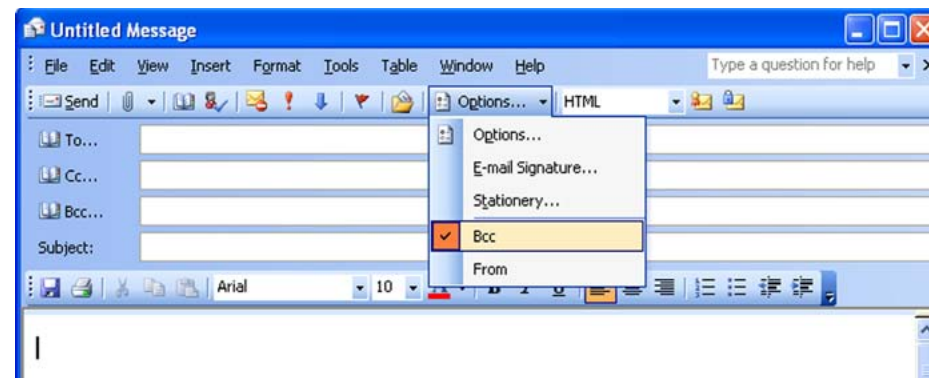 Untitled Message
File Edit View Insert Format Tools Table Window Help Type a question for help
Send Options... HTML
To... Options...
Cc... E-mail Signature...
Stationery...
Bcc... Bcc
Subject: From
Arial 10